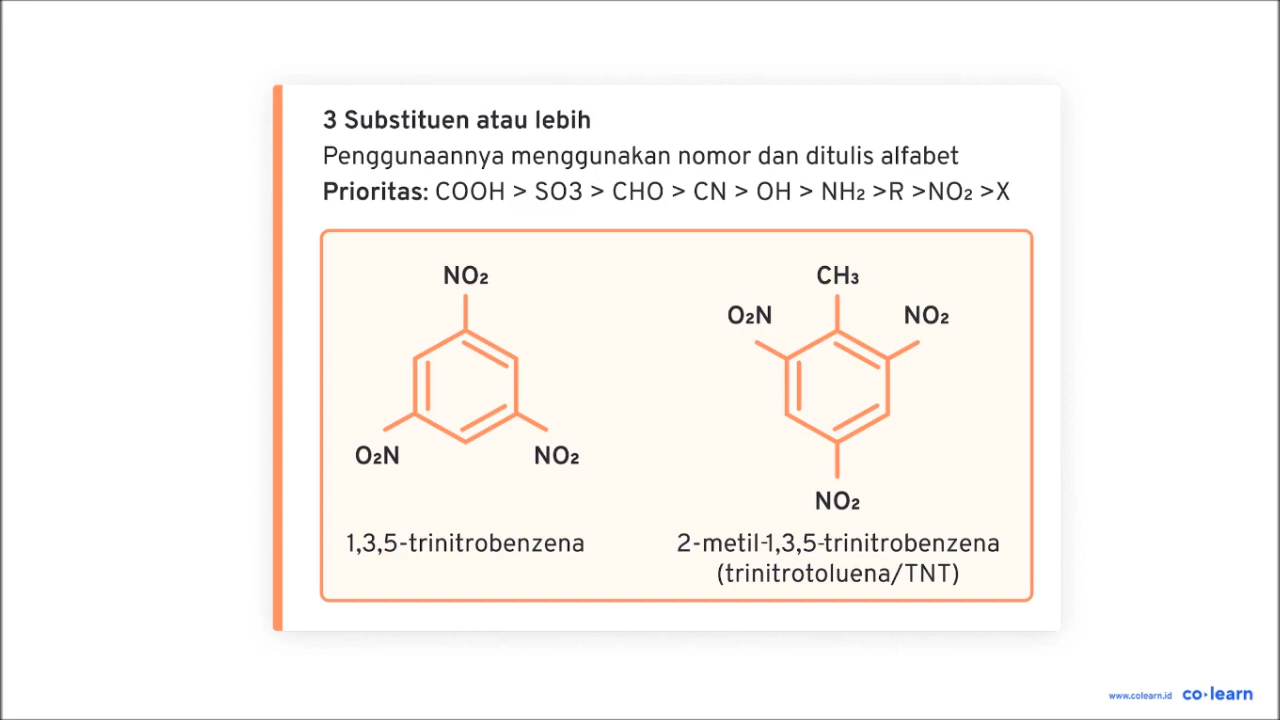 3 Substituen atau lebih
Penggunaannya menggunakan nomor dan ditulis alfabet
Prioritas: COOH > SO3 > CHO > CN > OH > NH₂ >R >NO₂ >X
NO₂
O₂N
NO₂
1,3,5-trinitrobenzena
CH₃
O₂N
NO₂
NO₂
2-metil-1,3,5-trinitrobenzena
(trinitrotoluena/TNT)
www.colearn.id co·learn